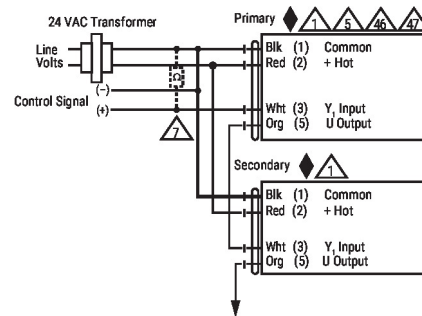 24 VAC Transformer
Line
Volts
Control Signal
(–)
(+)
Ω
7
Primary 1 5 46 47
Blk (1) Common
Red (2) + Hot
Wht (3) Y₁ Input
Org (5) U Output
Secondary 1
Blk (1) Common
Red (2) + Hot
Wht (3) Y₁ Input
Org (5) U Output